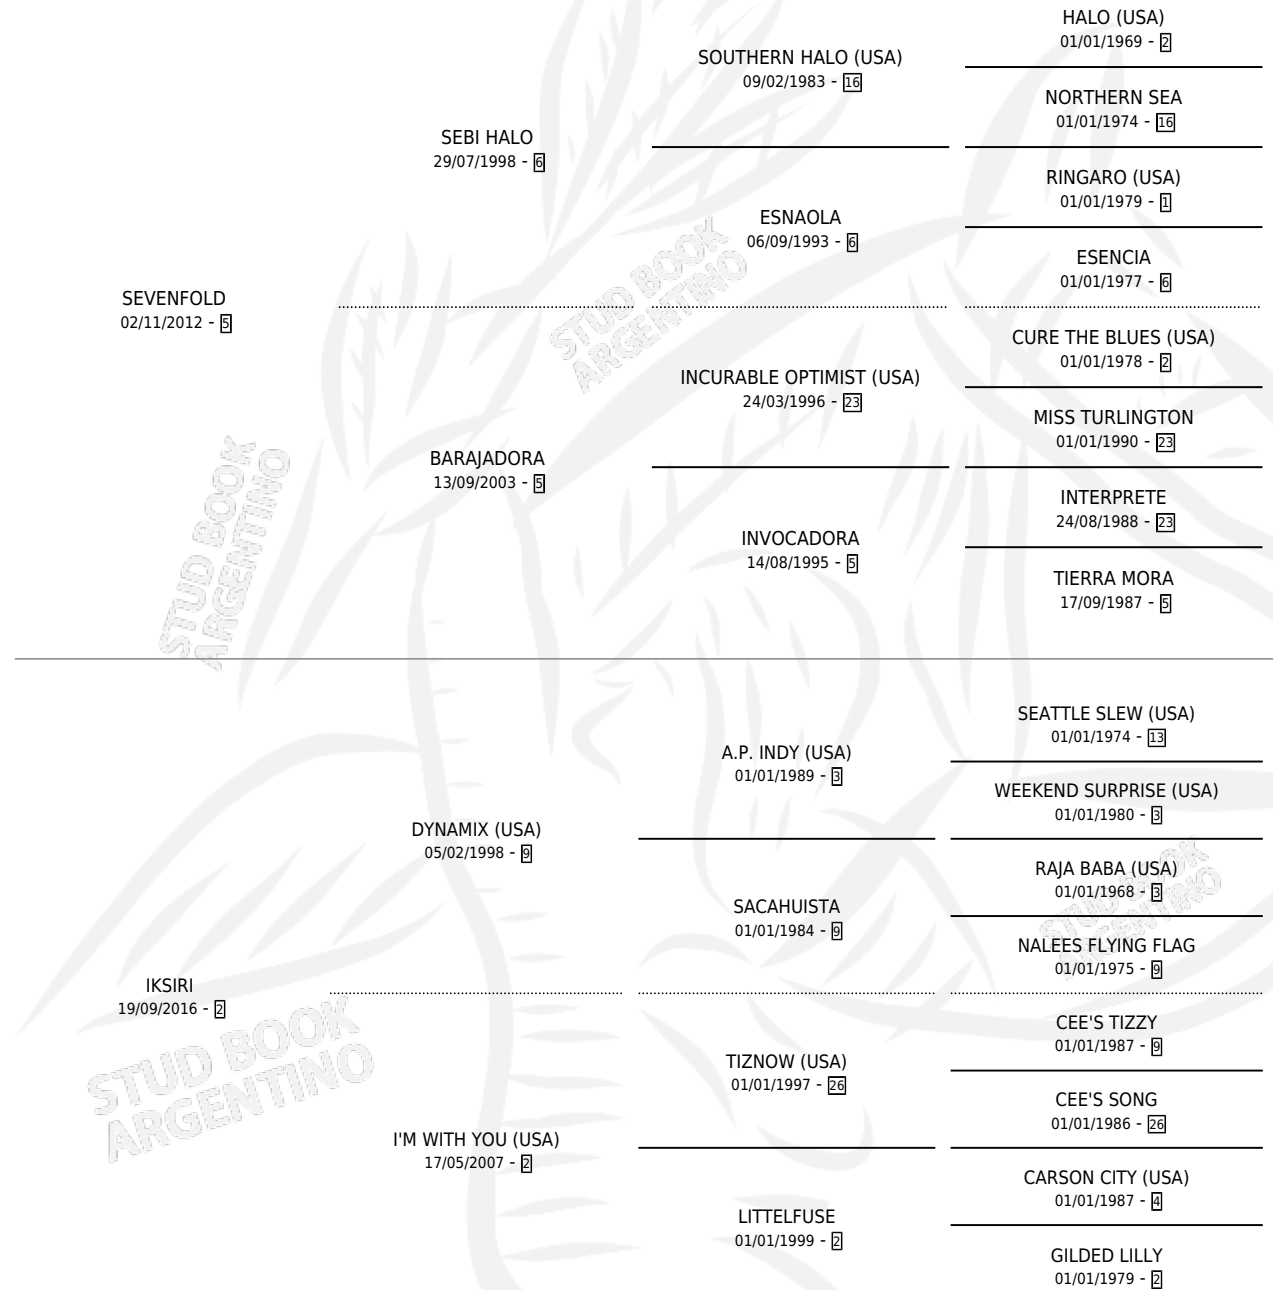 HALO (USA)
01/01/1969 - 2
SOUTHERN HALO (USA)
09/02/1983 - 16
NORTHERN SEA
01/01/1974 - 16
SEBI HALO
29/07/1998 - 6
RINGARO (USA)
01/01/1979 - 1
ESNAOLA
06/09/1993 - 6
ESENCIA
01/01/1977 - 6
SEVENFOLD
02/11/2012 - 5
STUD BOOK
ARGENTINO
CURE THE BLUES (USA)
01/01/1978 - 2
INCURABLE OPTIMIST (USA)
24/03/1996 - 23
MISS TURLINGTON
01/01/1990 - 23
BARAJADORA
13/09/2003 - 5
INTERPRETE
24/08/1988 - 23
INVOCADORA
14/08/1995 - 5
TIERRA MORA
17/09/1987 - 5
STUD BOOK
ARGENTINO
SEATTLE SLEW (USA)
01/01/1974 - 13
A.P. INDY (USA)
01/01/1989 - 3
WEEKEND SURPRISE (USA)
01/01/1980 - 3
DYNAMIX (USA)
05/02/1998 - 9
RAJA BABA (USA)
01/01/1968 - 3
SACAHUISTA
01/01/1984 - 9
NALEES FLYING FLAG
01/01/1975 - 9
STUD BOOK
ARGENTINO
IKSIRI
19/09/2016 - 2
STUD BOOK
ARGENTINO
CEE'S TIZZY
01/01/1987 - 9
TIZNOW (USA)
01/01/1997 - 26
CEE'S SONG
01/01/1986 - 26
I'M WITH YOU (USA)
17/05/2007 - 2
CARSON CITY (USA)
01/01/1987 - 4
LITTELFUSE
01/01/1999 - 2
GILDED LILLY
01/01/1979 - 2